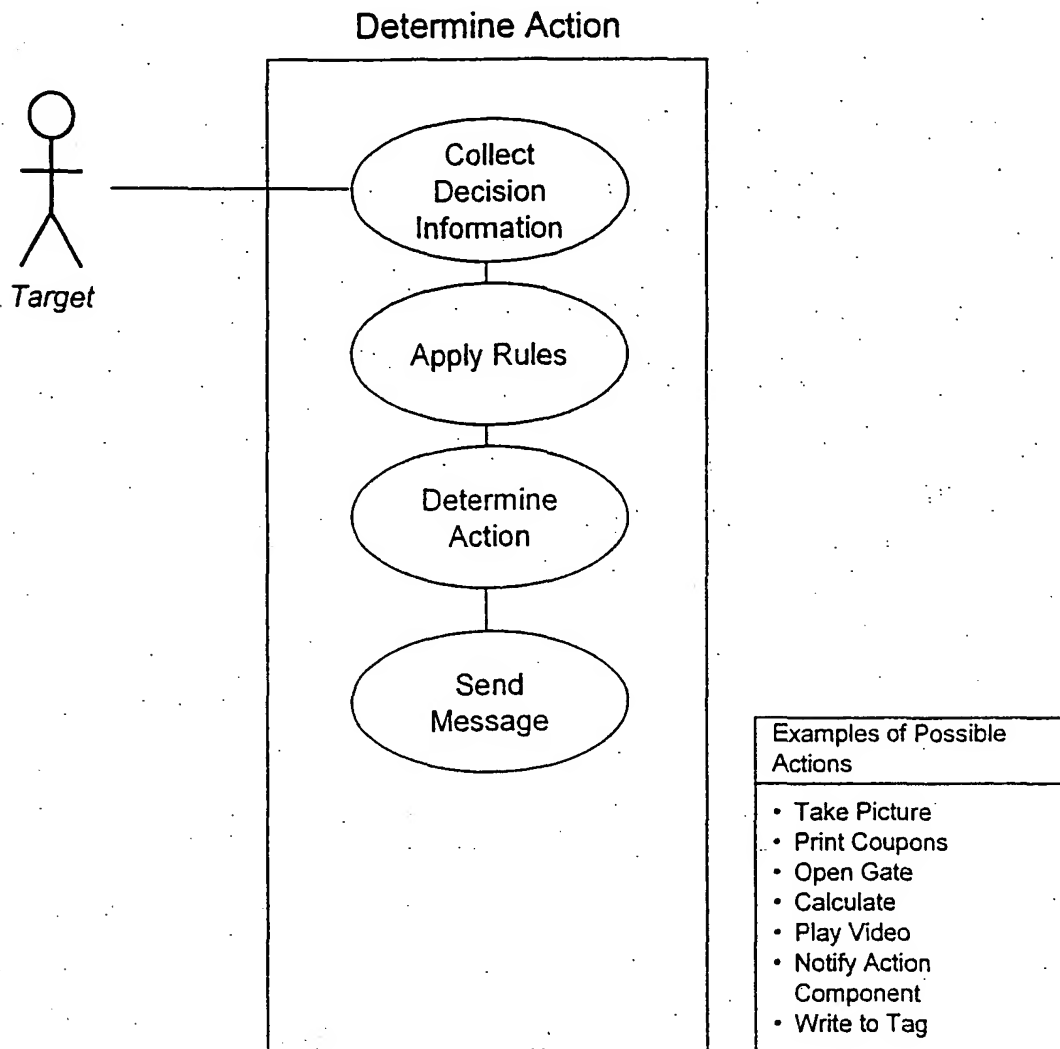 Determine Action
Collect
Decision
Information
Target
Apply Rules
Determine
Action
Send
Message
Examples of Possible
Actions
• Take Picture
• Print Coupons
• Open Gate
• Calculate
• Play Video
• Notify Action
Component
• Write to Tag